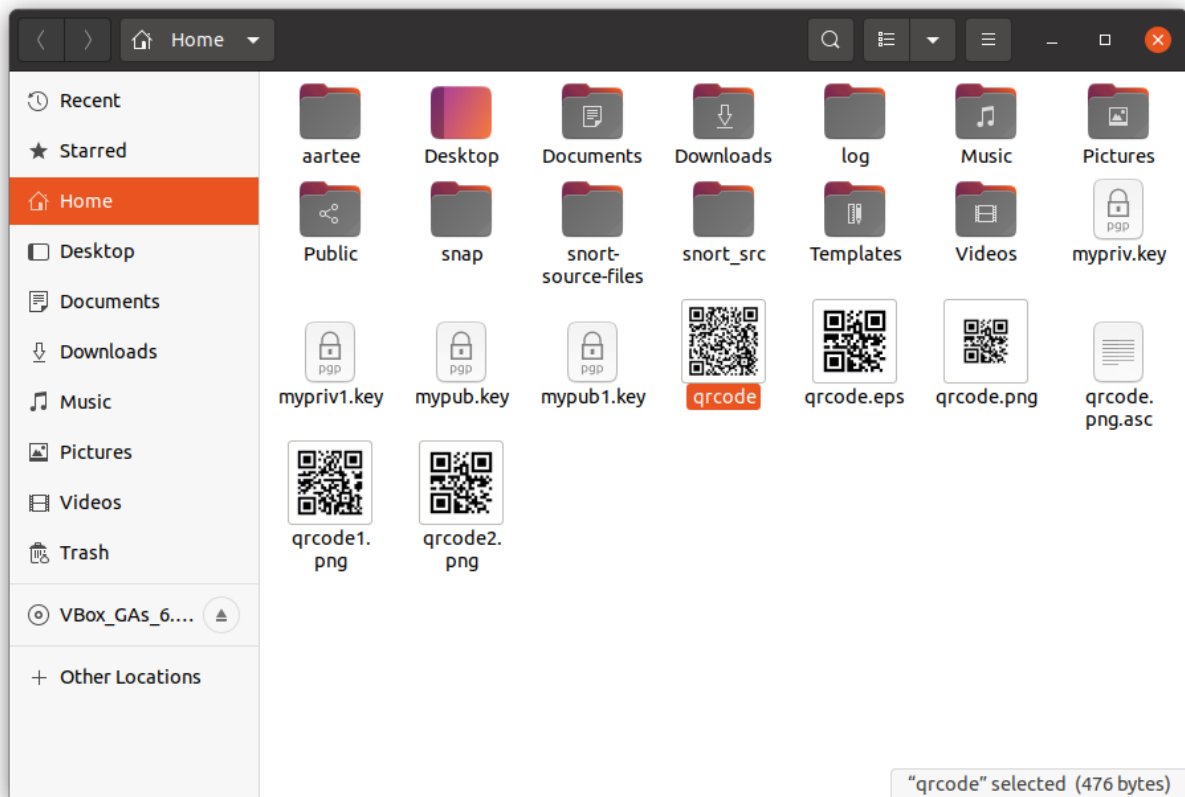 Home
Recent
Starred
Home
Desktop
Documents
Downloads
Music
Pictures
Videos
Trash
VBox_GAs_6....
Other Locations
aartee
Desktop
Documents
Downloads
log
Music
Pictures
Public
snap
snort-
source-files
snort_src
Templates
Videos
pgp
mypriv.key
pgp
mypriv1.key
pgp
mypub.key
pgp
mypub1.key
qrcode
qrcode.eps
qrcode.png
qrcode.
png.asc
qrcode1.
png
qrcode2.
png
“qrcode” selected (476 bytes)